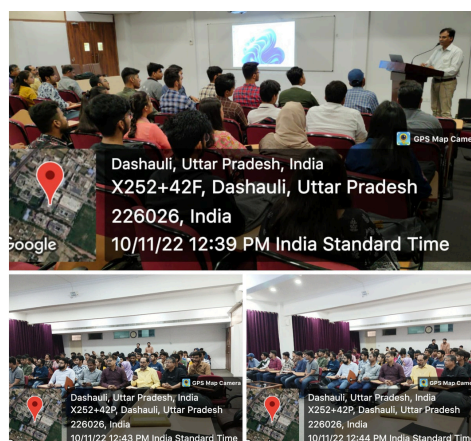 GPS Map Came
Dashauli, Uttar Pradesh, India
X252+42F, Dashauli, Uttar Pradesh
226026, India
10/11/22 12:39 PM India Standard Time
Google
GPS Map Camera
Dashauli, Uttar Pradesh, India
X252+42P, Dashauli, Uttar Pradesh
226026, India
10/11/22 12:43 PM India Standard Time
GPS Map Came
Dashauli, Uttar Pradesh, India
X252+42P, Dashauli, Uttar Pradesh
226026, India
10/11/22 12:44 PM India Standard Time